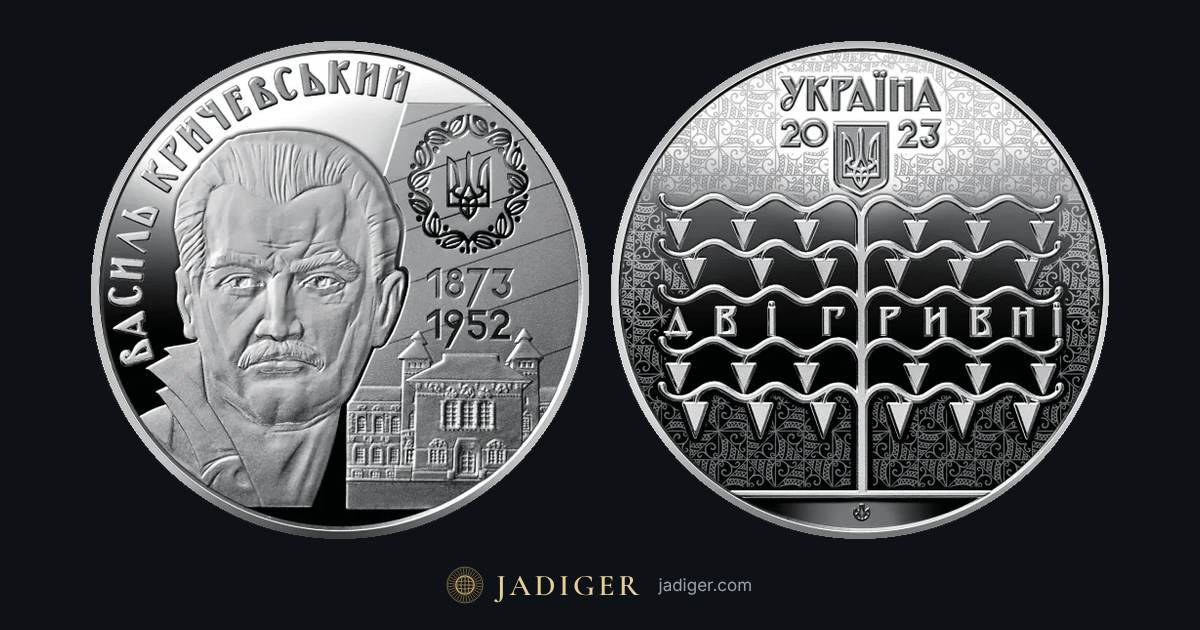 ВАСИЛЬ КРИЧЕВСЬКИЙ
1873
1952
УКРАЇНА
20 23
ДВІ ГРИВНІ
JADIGER jadiger.com